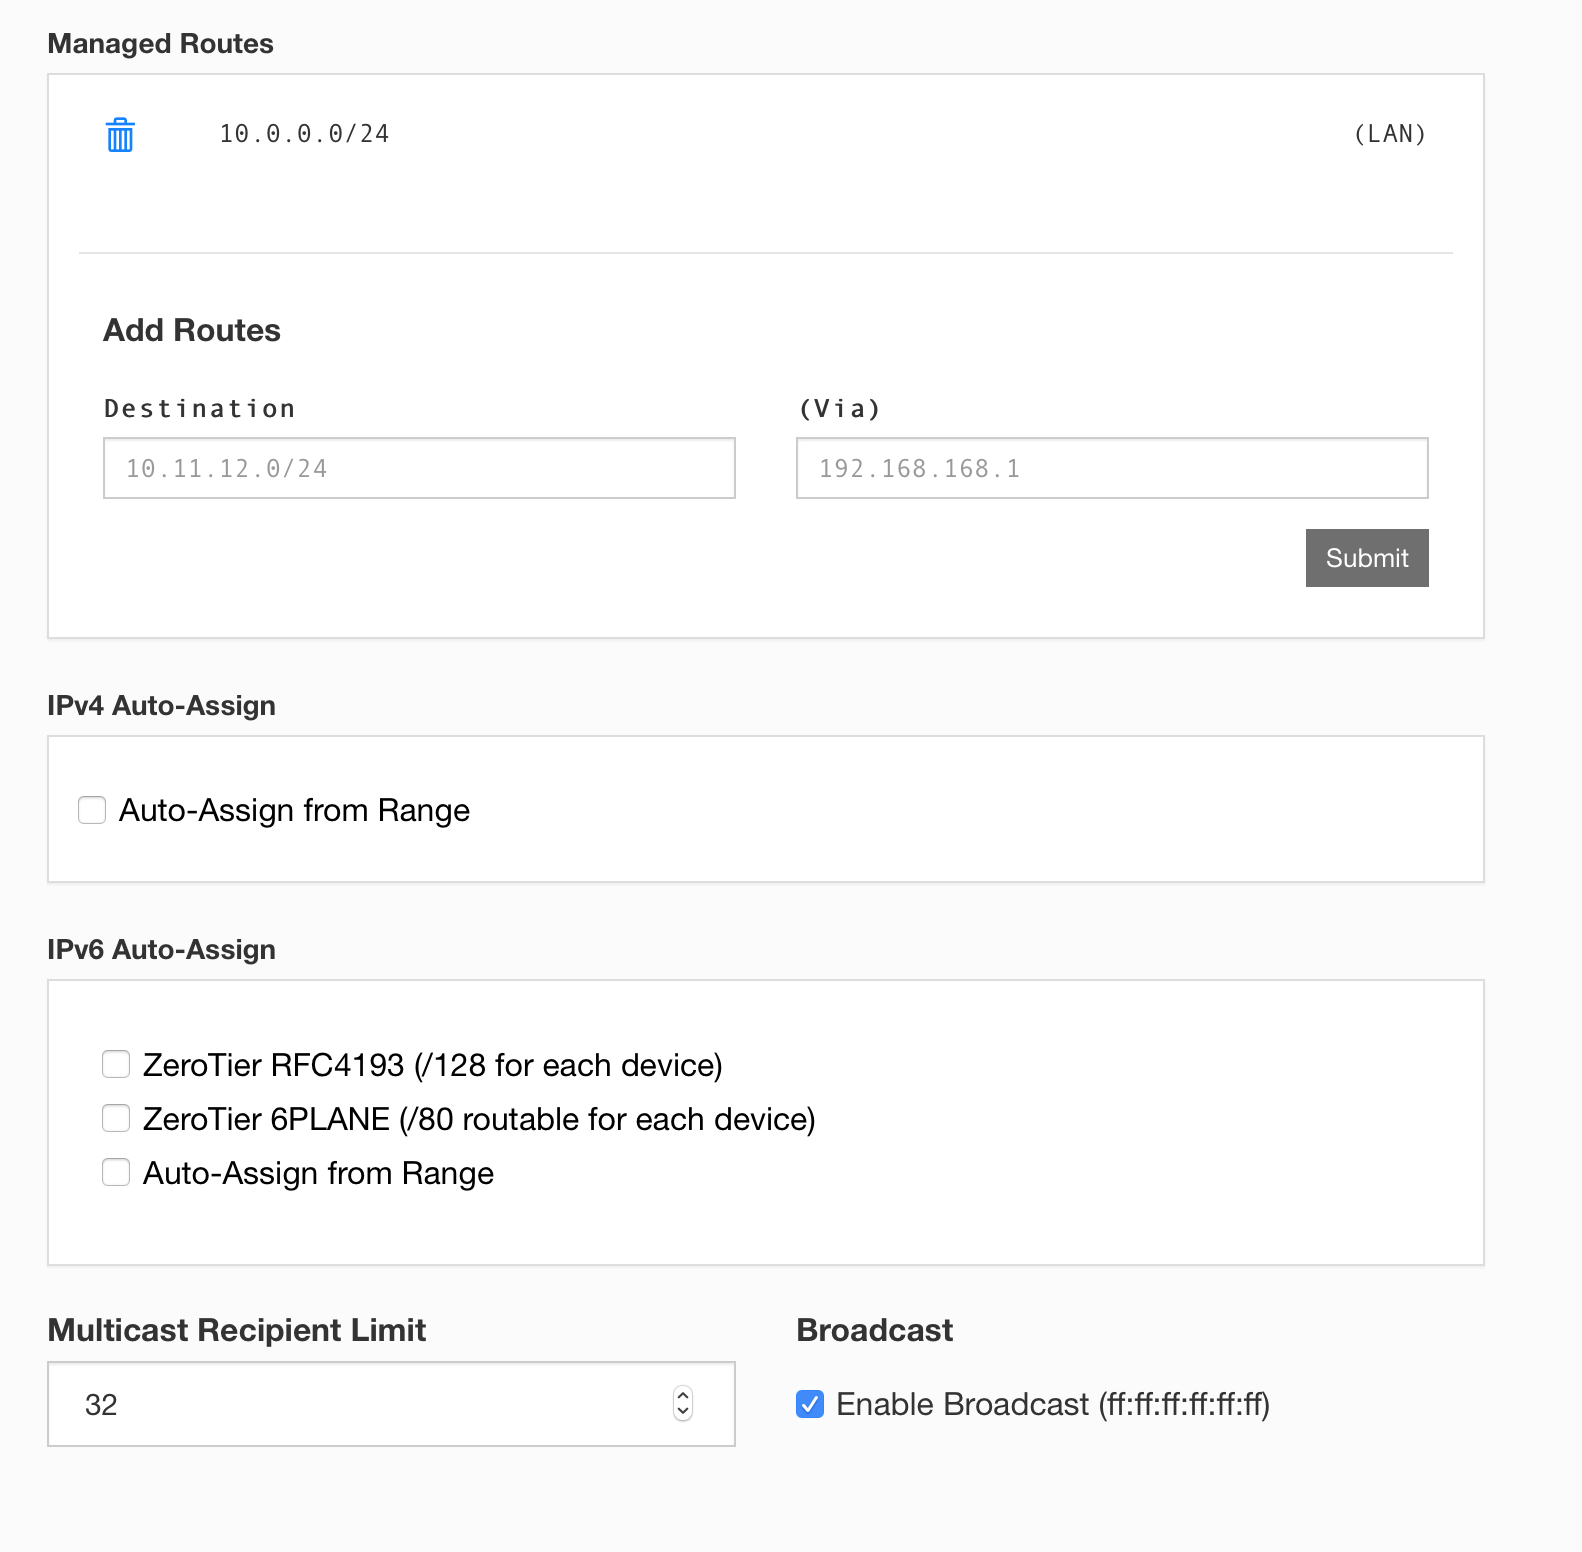 Managed Routes
10.0.0.0/24 (LAN)
Add Routes
Destination (Via)
10.11.12.0/24 192.168.168.1
Submit
IPv4 Auto-Assign
Auto-Assign from Range
IPv6 Auto-Assign
ZeroTier RFC4193 (/128 for each device)
ZeroTier 6PLANE (/80 routable for each device)
Auto-Assign from Range
Multicast Recipient Limit Broadcast
32 Enable Broadcast (ff:ff:ff:ff:ff:ff)